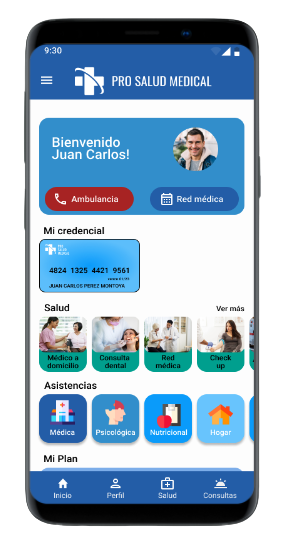 9:30
PRO SALUD MEDICAL
Bienvenido
Juan Carlos!
Ambulancia
Red médica
Mi credencial
PRO
SALUD
MEDICAL
4824 1325 4421 9561
JUAN CARLOS PEREZ MONTOYA
Salud
Ver más
Médico a
domicilio
Consulta
dental
Red
médica
Check
up
Asistencias
Médica
Psicológica
Nutricional
Hogar
Mi Plan
Inicio
Perfil
Salud
Consultas